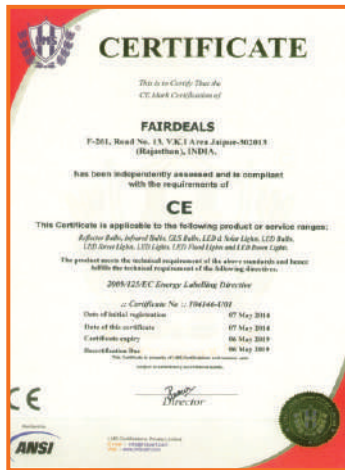 CERTIFICATE
This is to Certify That the
CE Mark Certification of
FAIRDEALS
F-261, Road No. 13, V.K.I Area Jaipur-302013
(Rajasthan), INDIA.
has been independently assessed and is compliant
with the requirements of
CE
This Certificate is applicable to the following product or service ranges:
Reflector Bulbs, Infrared Bulbs, GLS Bulbs, LED & Solar Lights, LED Bulbs,
LED Street Lights, LED Lights, LED Flood Lights and LED Down Light.
The product meets the technical requirement of the above standards and hence
fulfills the technical requirement of the following directives.
Energy Labelling Directive
:: Certificate No ::
Date of initial registration 07 May 2014
Date of this certificate 07 May 2014
Certificate expiry 06 May 2019
Recertification Due 06 May 2019
Director
CE
ANSI